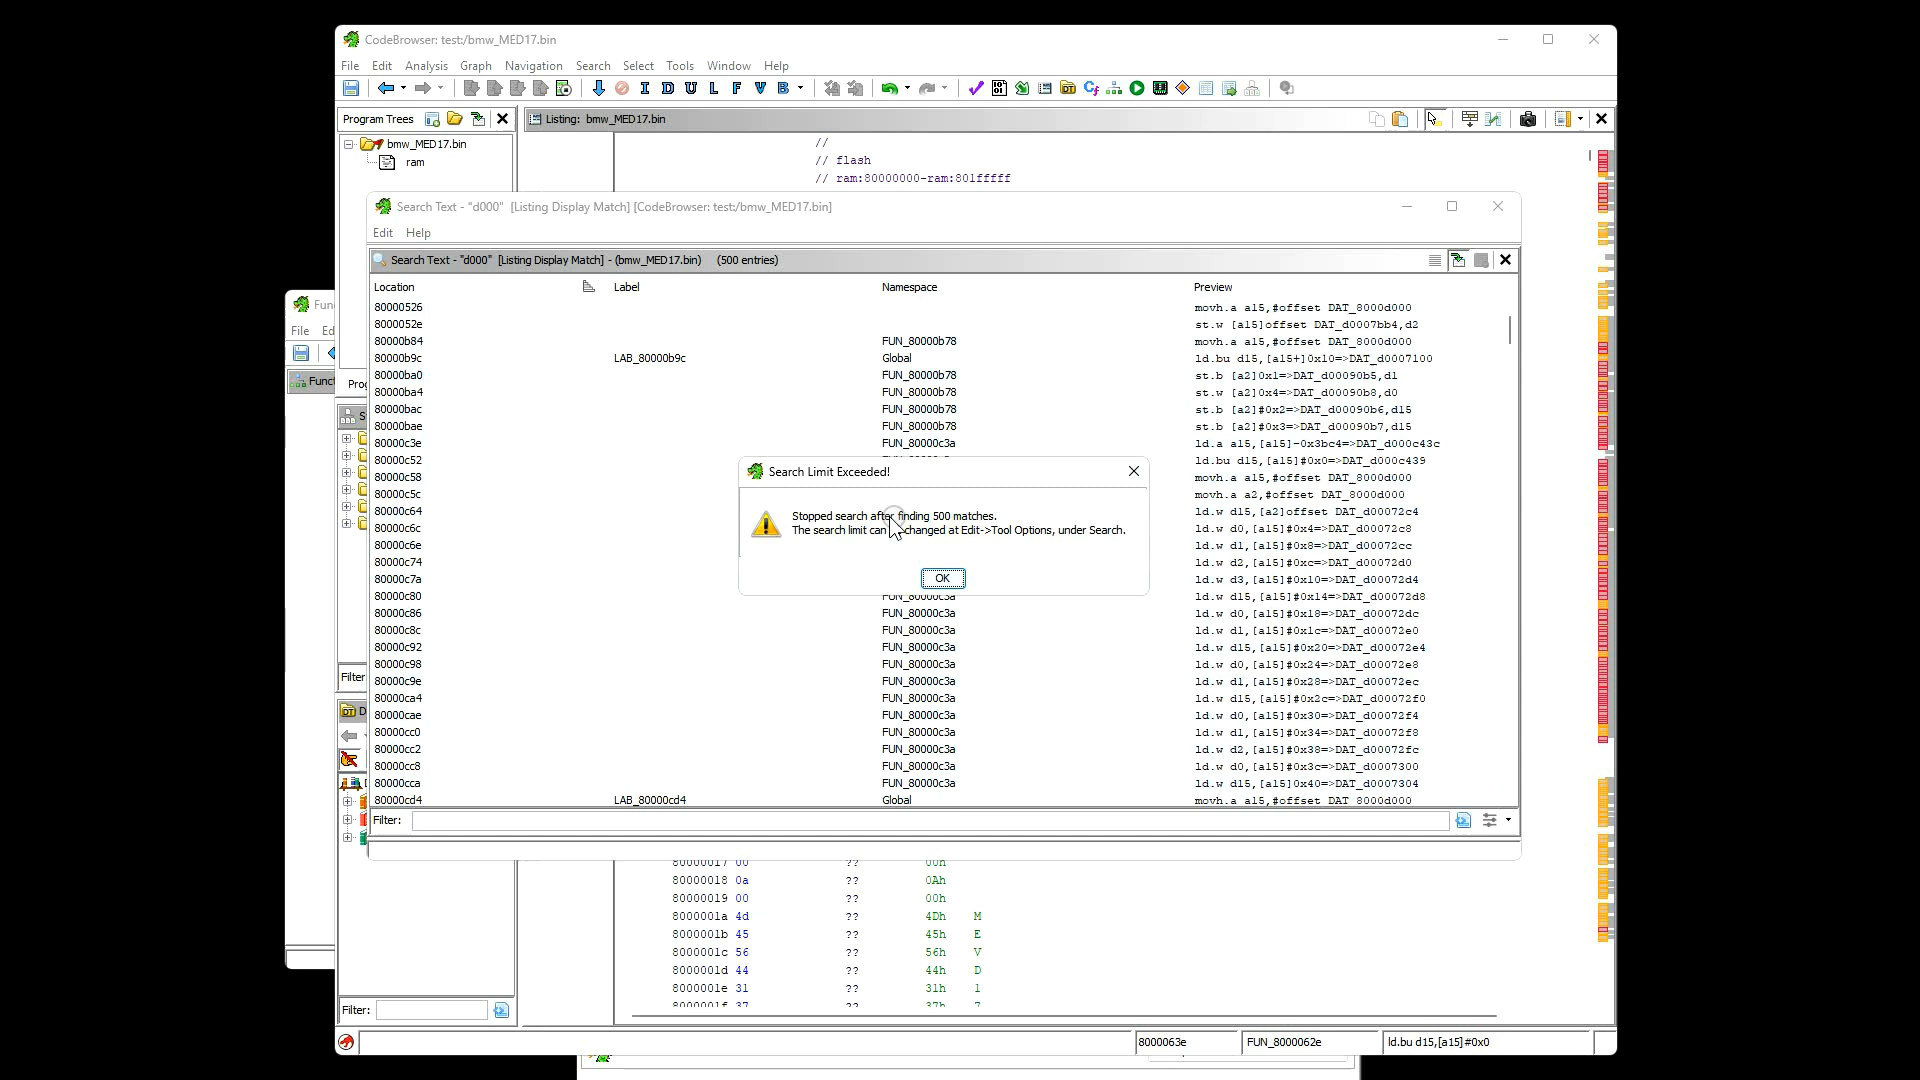 CodeBrowser: test:/bmw_MED17.bin
File Edit Analysis Graph Navigation Search Select Tools Window Help
I D U L F V B
Program Trees
Listing: bmw_MED17.bin
bmw_MED17.bin
ram
//
// flash
// ram:80000000-ram:801fffff
Search Text - "d000" [Listing Display Match] [CodeBrowser: test:/bmw_MED17.bin]
Edit Help
Search Text - "d000" [Listing Display Match] - (bmw_MED17.bin) (500 entries)
Location Label Namespace Preview
80000526 movh.a a15,#offset DAT_8000d000
8000052e st.w [a15]offset DAT_d0007bb4,d2
80000b84 FUN_80000b78 movh.a a15,#offset DAT_8000d000
80000b9c LAB_80000b9c Global ld.bu d15,[a15+]0x10=>DAT_d0007100
80000ba0 FUN_80000b78 st.b [a2]0x1=>DAT_d00090b5,d1
80000ba4 FUN_80000b78 st.w [a2]0x4=>DAT_d00090b8,d0
80000bac FUN_80000b78 st.b [a2]#0x2=>DAT_d00090b6,d15
80000bae FUN_80000b78 st.b [a2]#0x3=>DAT_d00090b7,d15
80000c3e FUN_80000c3a ld.a a15,[a15]-0x3bc4=>DAT_d000c43c
80000c52 ld.bu d15,[a15]#0x0=>DAT_d000c439
80000c58 movh.a a15,#offset DAT_8000d000
80000c5c movh.a a2,#offset DAT_8000d000
80000c64 ld.w d15,[a2]offset DAT_d00072c4
80000c6c ld.w d0,[a15]#0x4=>DAT_d00072c8
80000c6e ld.w d1,[a15]#0x8=>DAT_d00072cc
80000c74 ld.w d2,[a15]#0xc=>DAT_d00072d0
80000c7a ld.w d3,[a15]#0x10=>DAT_d00072d4
80000c80 FUN_80000c3a ld.w d15,[a15]#0x14=>DAT_d00072d8
80000c86 FUN_80000c3a ld.w d0,[a15]#0x18=>DAT_d00072dc
80000c8c FUN_80000c3a ld.w d1,[a15]#0x1c=>DAT_d00072e0
80000c92 FUN_80000c3a ld.w d15,[a15]#0x20=>DAT_d00072e4
80000c98 FUN_80000c3a ld.w d0,[a15]#0x24=>DAT_d00072e8
80000c9e FUN_80000c3a ld.w d1,[a15]#0x28=>DAT_d00072ec
80000ca4 FUN_80000c3a ld.w d15,[a15]#0x2c=>DAT_d00072f0
80000cae FUN_80000c3a ld.w d0,[a15]#0x30=>DAT_d00072f4
80000cc0 FUN_80000c3a ld.w d1,[a15]#0x34=>DAT_d00072f8
80000cc2 FUN_80000c3a ld.w d2,[a15]#0x38=>DAT_d00072fc
80000cc8 FUN_80000c3a ld.w d0,[a15]#0x3c=>DAT_d0007300
80000cca FUN_80000c3a ld.w d15,[a15]0x40=>DAT_d0007304
80000cd4 LAB_80000cd4 Global movh.a a15,#offset DAT_8000d000
Filter:
Search Limit Exceeded!
Stopped search after finding 500 matches.
The search limit can changed at Edit->Tool Options, under Search.
OK
Func
File Ed
Funct
Prog
S
Filter
DT D
80000017 00 ?? 00h
80000018 0a ?? 0Ah
80000019 00 ?? 00h
8000001a 4d ?? 4Dh M
8000001b 45 ?? 45h E
8000001c 56 ?? 56h V
8000001d 44 ?? 44h D
8000001e 31 ?? 31h 1
8000001f 37 ?? 37h 7
Filter:
8000063e FUN_8000062e ld.bu d15,[a15]#0x0